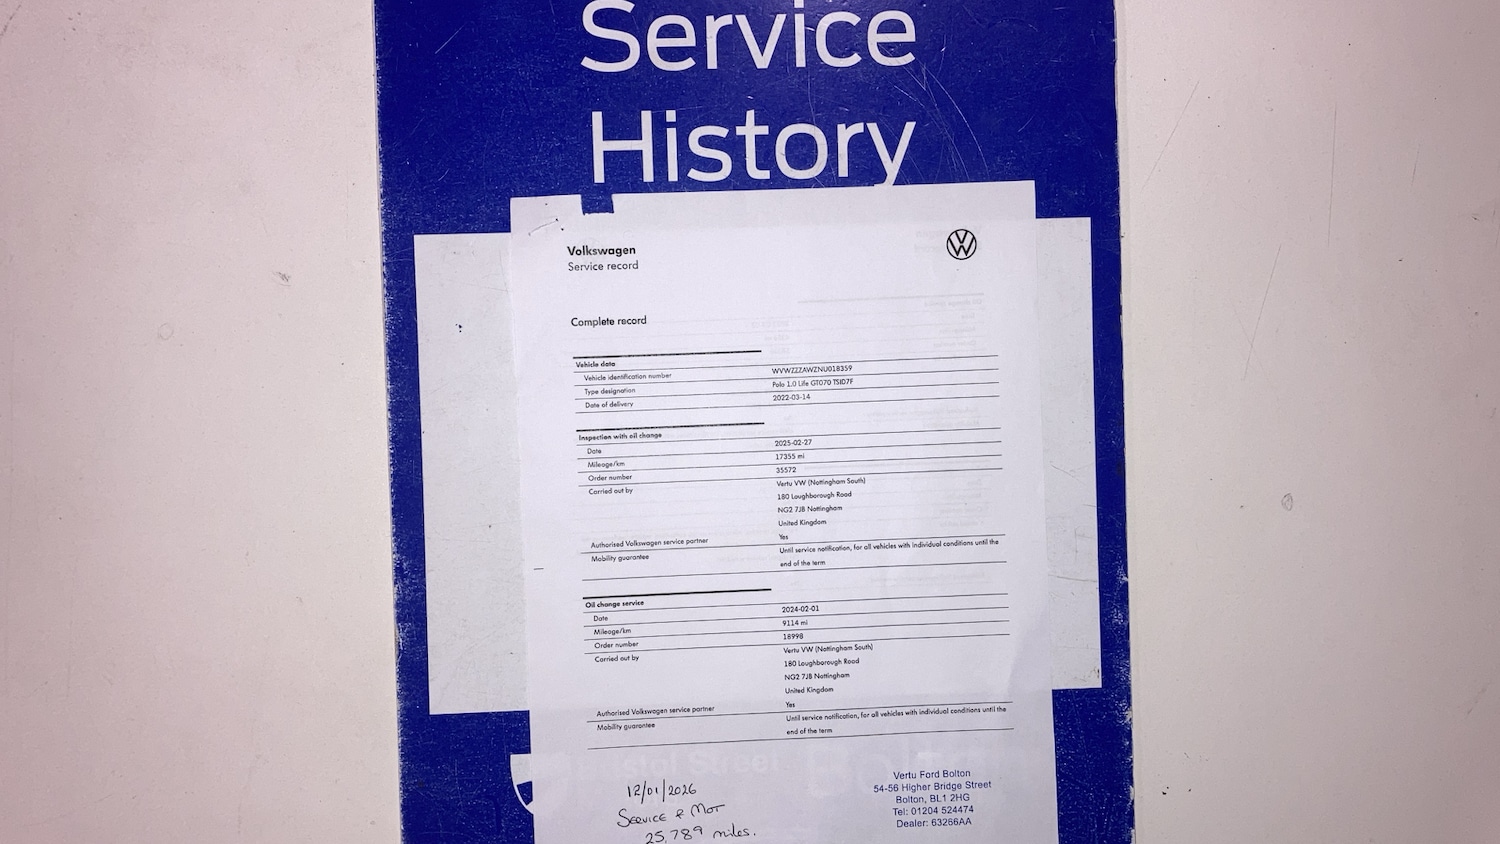 Service
History
Volkswagen
Service record
Complete record
Vehicle data
Vehicle identification number WVWZZZAWZNU018359
Type designation Polo 1.0 Life GT070 TSID7F
Date of delivery 2022-03-14
Inspection with oil change
Date 2025-02-27
Mileage/km 17355 mi
Order number 35572
Carried out by Vertu VW (Nottingham South)
180 Loughborough Road
NG2 7JB Nottingham
United Kingdom
Authorised Volkswagen service partner Yes
Mobility guarantee Until service notification, for all vehicles with individual conditions until the
end of the term
Oil change service
Date 2024-02-01
Mileage/km 9114 mi
Order number 18998
Carried out by Vertu VW (Nottingham South)
180 Loughborough Road
NG2 7JB Nottingham
United Kingdom
Authorised Volkswagen service partner Yes
Mobility guarantee Until service notification, for all vehicles with individual conditions until the
end of the term
12/01/2026
Service & MOT
25,789 miles.
Vertu Ford Bolton
54-56 Higher Bridge Street
Bolton, BL1 2HG
Tel: 01204 524474
Dealer: 63266AA